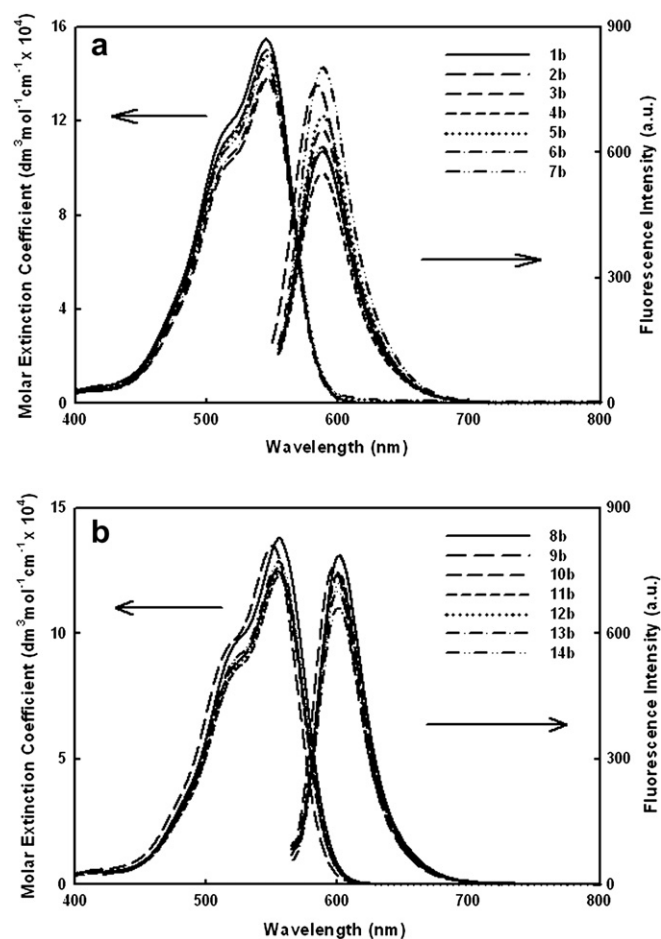 a
Molar Extinction Coefficient (dm³mol⁻¹cm⁻¹ x 10⁴)
16
12
8
4
0
900
600
300
0
Fluorescence Intensity (a.u.)
1b
2b
3b
4b
5b
6b
7b
400 500 600 700 800
Wavelength (nm)
b
Molar Extinction Coefficient (dm³mol⁻¹cm⁻¹ x 10⁴)
15
10
5
0
900
600
300
0
Fluorescence Intensity (a.u.)
8b
9b
10b
11b
12b
13b
14b
400 500 600 700 800
Wavelength (nm)